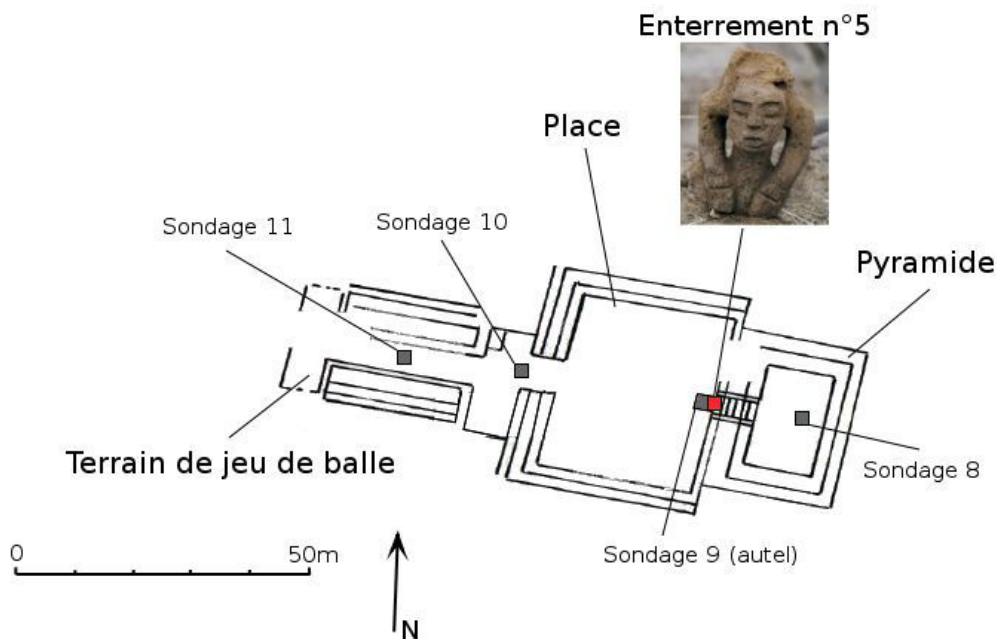 Enterrement n°5
Place
Sondage 10
Sondage 11
Pyramide
Terrain de jeu de balle
Sondage 8
0
50m
Sondage 9 (autel)
N